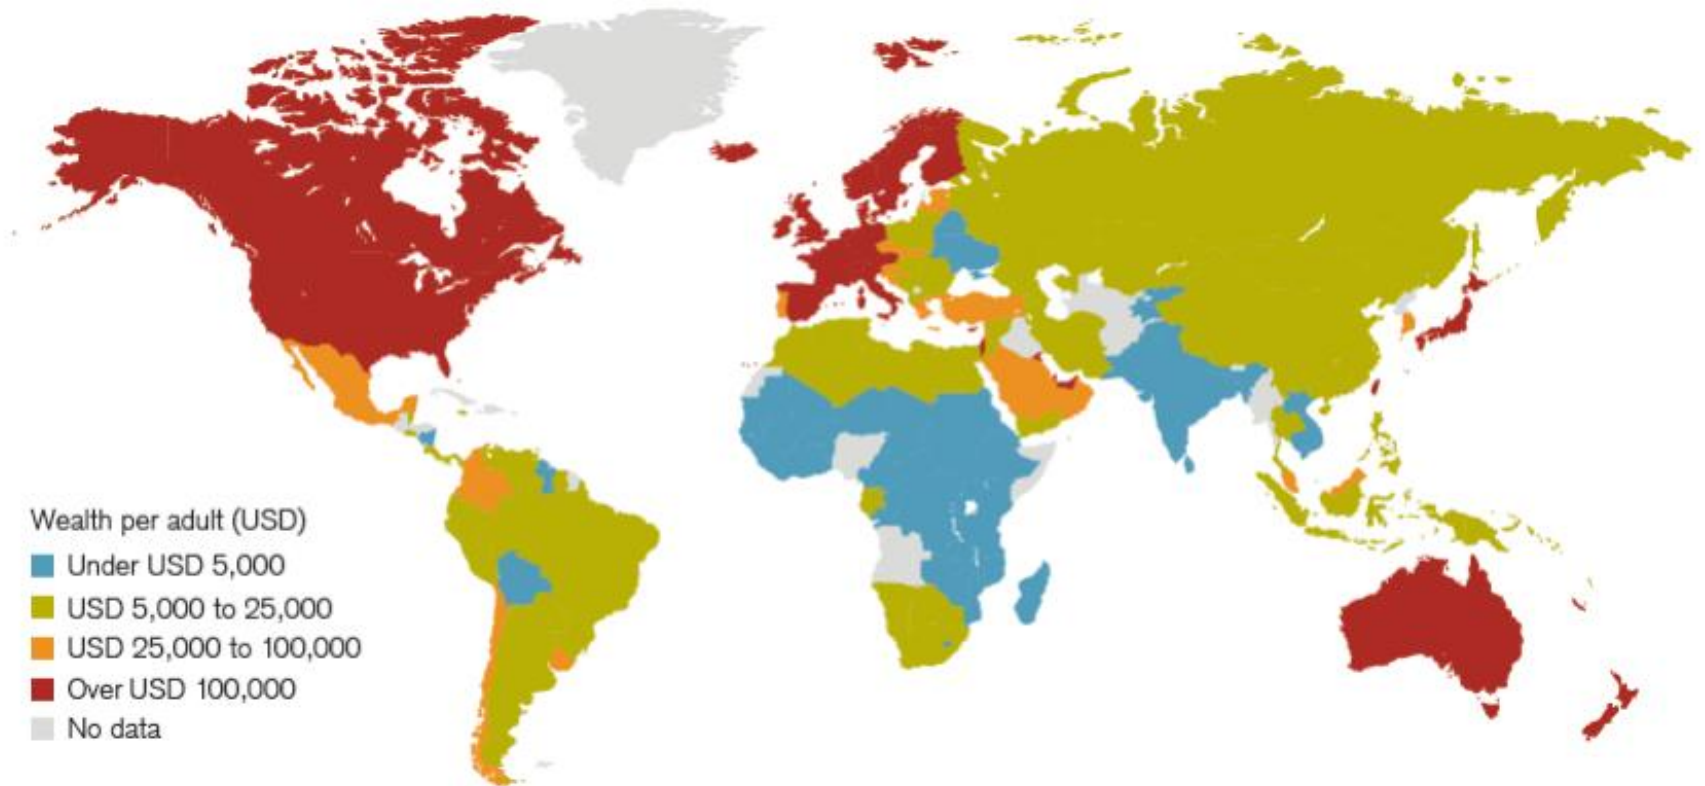 Wealth per adult (USD)
Under USD 5,000
USD 5,000 to 25,000
USD 25,000 to 100,000
Over USD 100,000
No data